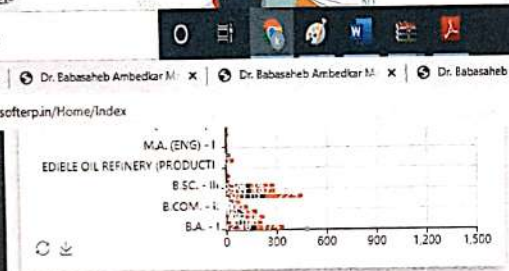 Dr. Babasaheb Ambedkar M
Dr. Babasaheb Ambedkar M
Dr. Babasaheb
softerp.in/Home/Index
M.A. (ENG) - I
EDIBLE OIL REFINERY (PRODUCTI
B.SC. - III
B.COM. - I
B.A. - I
0 300 600 900 1,200 1,500